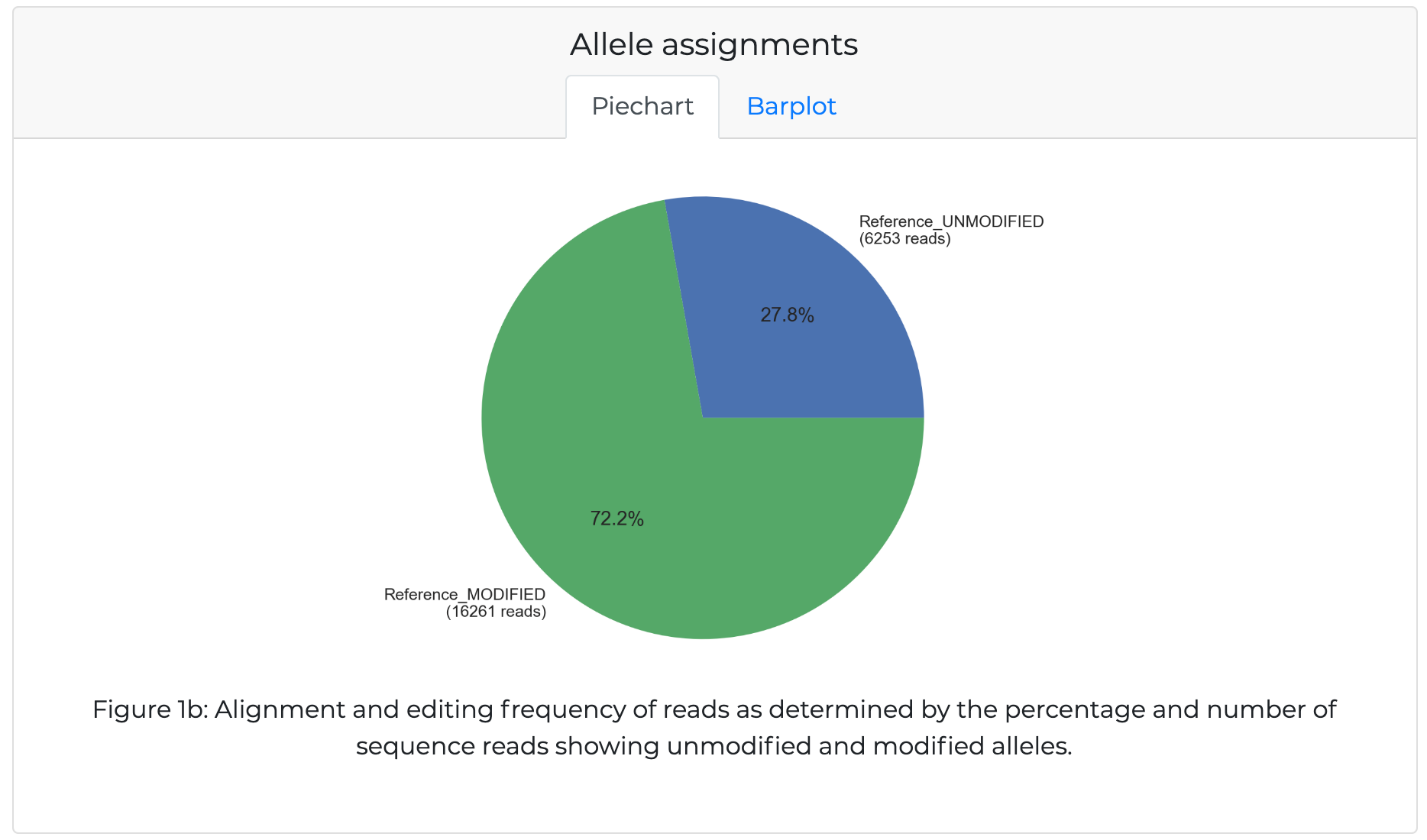 Allele assignments
Piechart
Barplot
Reference_UNMODIFIED
(6253 reads)
27.8%
72.2%
Reference_MODIFIED
(16261 reads)
Figure 1b: Alignment and editing frequency of reads as determined by the percentage and number of
sequence reads showing unmodified and modified alleles.